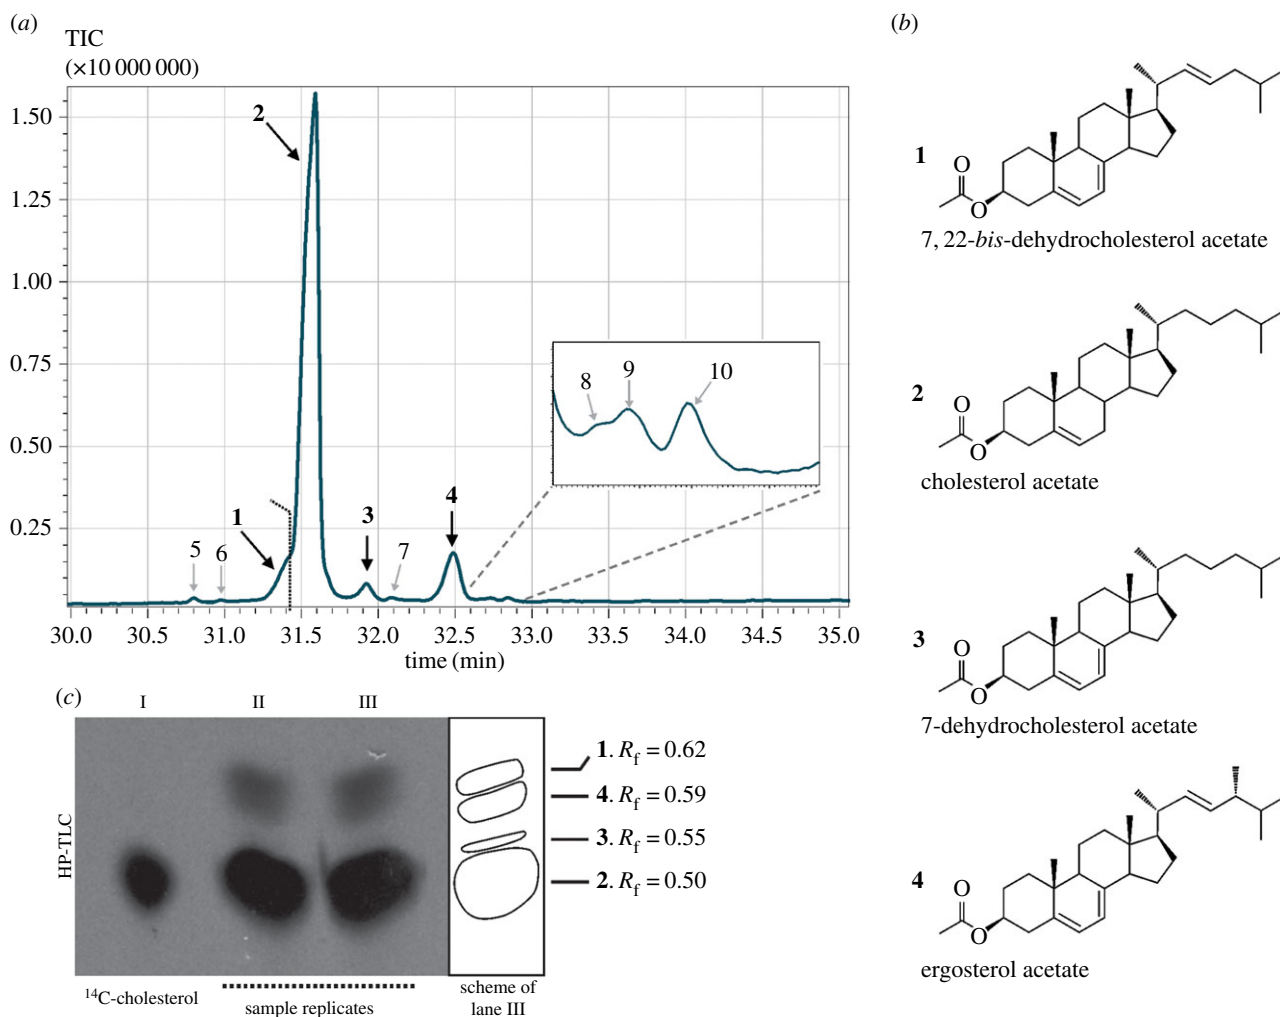 (a)
TIC
(×10 000 000)
1.50
1.25
1.00
0.75
0.50
0.25
2
1
3
4
5
6
7
8
9
10
30.0 30.5 31.0 31.5 32.0 32.5 33.5 33.0 34.0 34.5 35.0
time (min)
(b)
1
O
O
7, 22-bis-dehydrocholesterol acetate
2
O
O
cholesterol acetate
3
O
O
7-dehydrocholesterol acetate
4
O
O
ergosterol acetate
(c)
I II III
HP-TLC
1. Rf = 0.62
4. Rf = 0.59
3. Rf = 0.55
2. Rf = 0.50
14C-cholesterol
sample replicates
scheme of
lane III